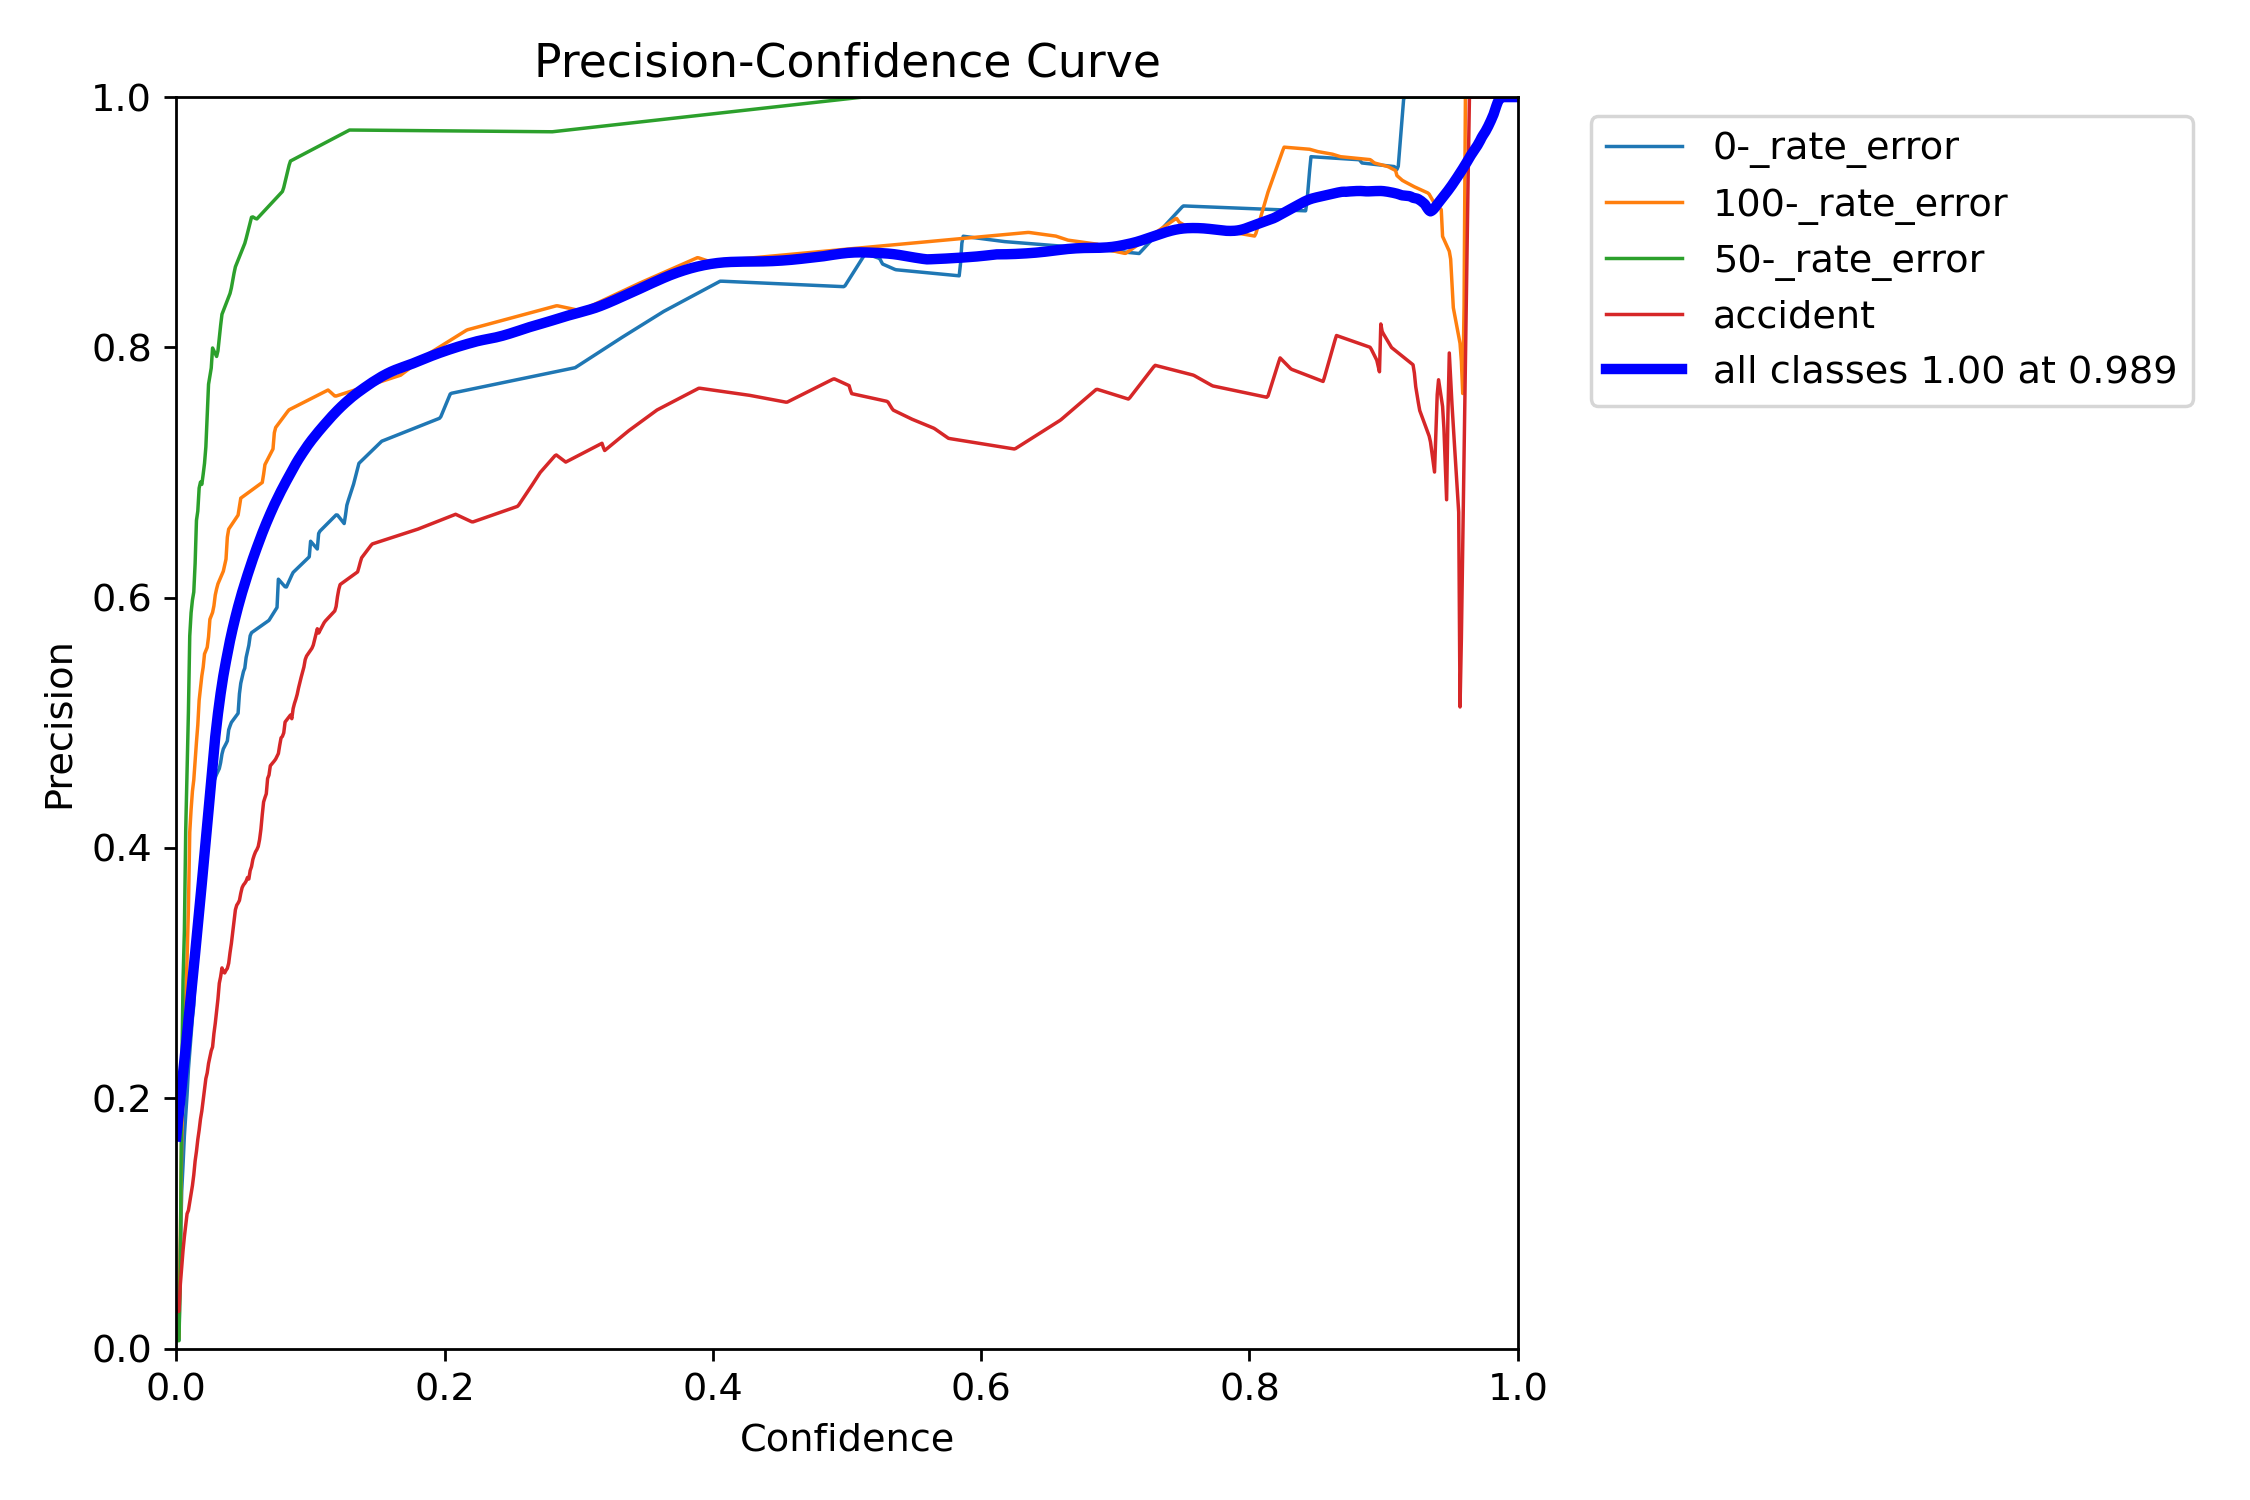 Precision-Confidence Curve
1.0
0.8
0.6
0.4
0.2
0.0
Precision
0.0 0.2 0.4 0.6 0.8 1.0
Confidence
0-_rate_error
100-_rate_error
50-_rate_error
accident
all classes 1.00 at 0.989